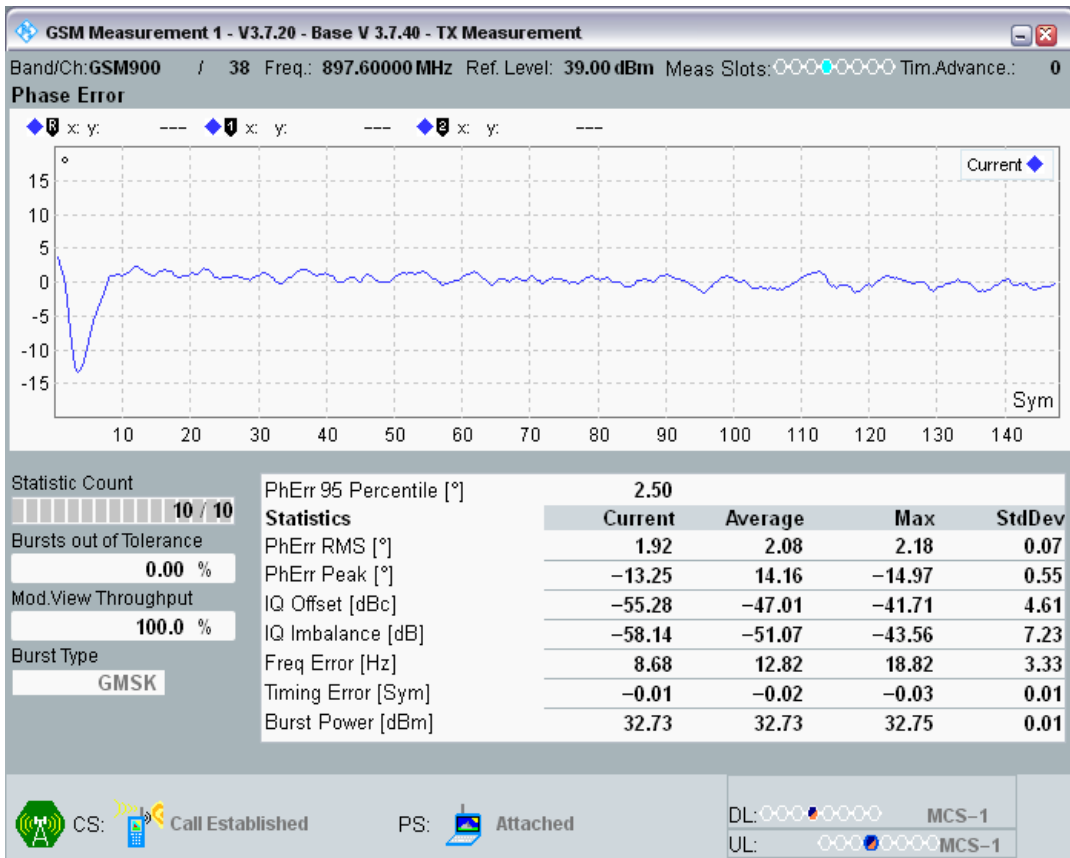 GSM Measurement 1 - V3.7.20 - Base V 3.7.40 - TX Measurement
Band/Ch:GSM900 / 38 Freq.: 897.60000 MHz Ref. Level: 39.00 dBm Meas Slots: Tim.Advance.: 0
Phase Error
R x: y: --- 1 x: y: --- 2 x: y: ---
°
Current
15
10
5
0
-5
-10
-15
Sym
10 20 30 40 50 60 70 80 90 100 110 120 130 140
Statistic Count
10 / 10
Bursts out of Tolerance
0.00 %
Mod.View Throughput
100.0 %
Burst Type
GMSK
PhErr 95 Percentile [°] 2.50
Statistics Current Average Max StdDev
PhErr RMS [°] 1.92 2.08 2.18 0.07
PhErr Peak [°] −13.25 14.16 −14.97 0.55
IQ Offset [dBc] −55.28 −47.01 −41.71 4.61
IQ Imbalance [dB] −58.14 −51.07 −43.56 7.23
Freq Error [Hz] 8.68 12.82 18.82 3.33
Timing Error [Sym] −0.01 −0.02 −0.03 0.01
Burst Power [dBm] 32.73 32.73 32.75 0.01
CS: Call Established PS: Attached
DL: MCS−1
UL: MCS−1